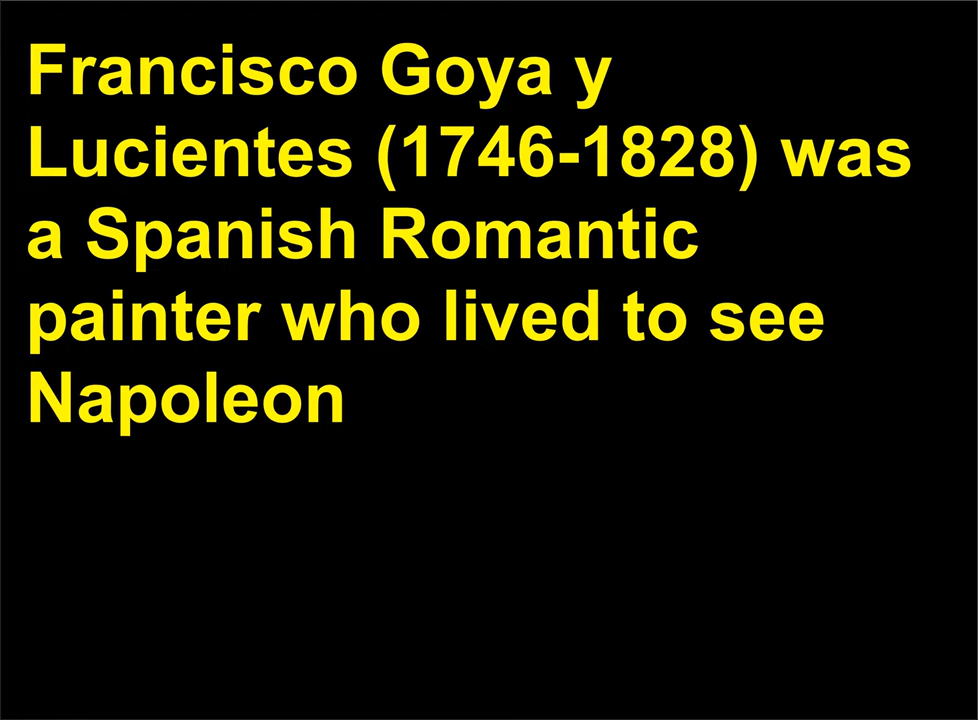 Francisco Goya y
Lucientes (1746-1828) was
a Spanish Romantic
painter who lived to see
Napoleon